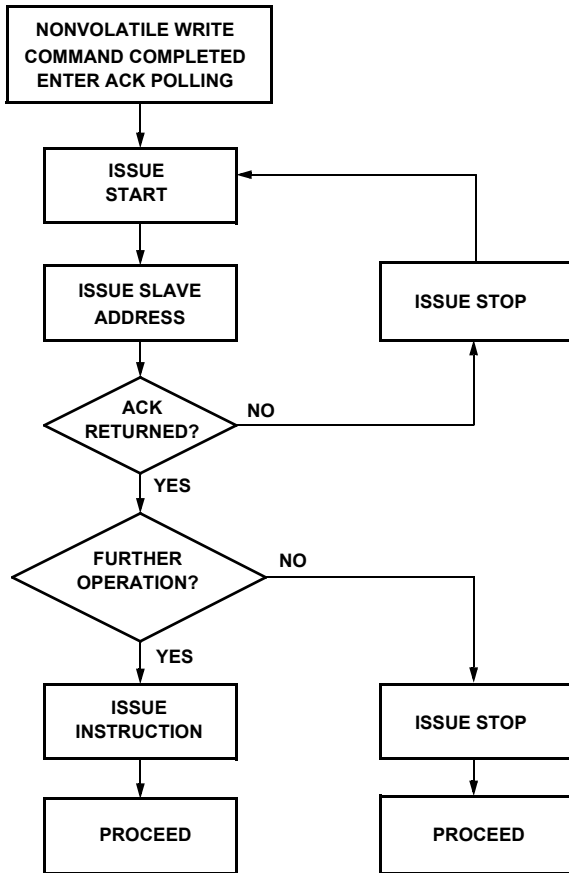 NONVOLATILE WRITE
COMMAND COMPLETED
ENTER ACK POLLING
ISSUE
START
ISSUE SLAVE
ADDRESS
ISSUE STOP
ACK
RETURNED?
NO
YES
FURTHER
OPERATION?
NO
YES
ISSUE
INSTRUCTION
ISSUE STOP
PROCEED
PROCEED